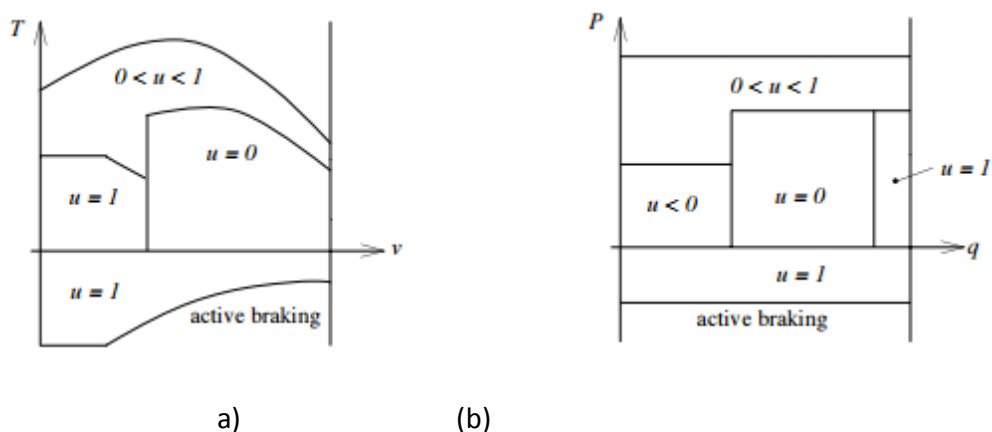 T
0 < u < 1
u = 0
u = 1
v
u = 1
active braking
P
0 < u < 1
u = 1
u < 0
u = 0
q
u = 1
active braking
a)
(b)